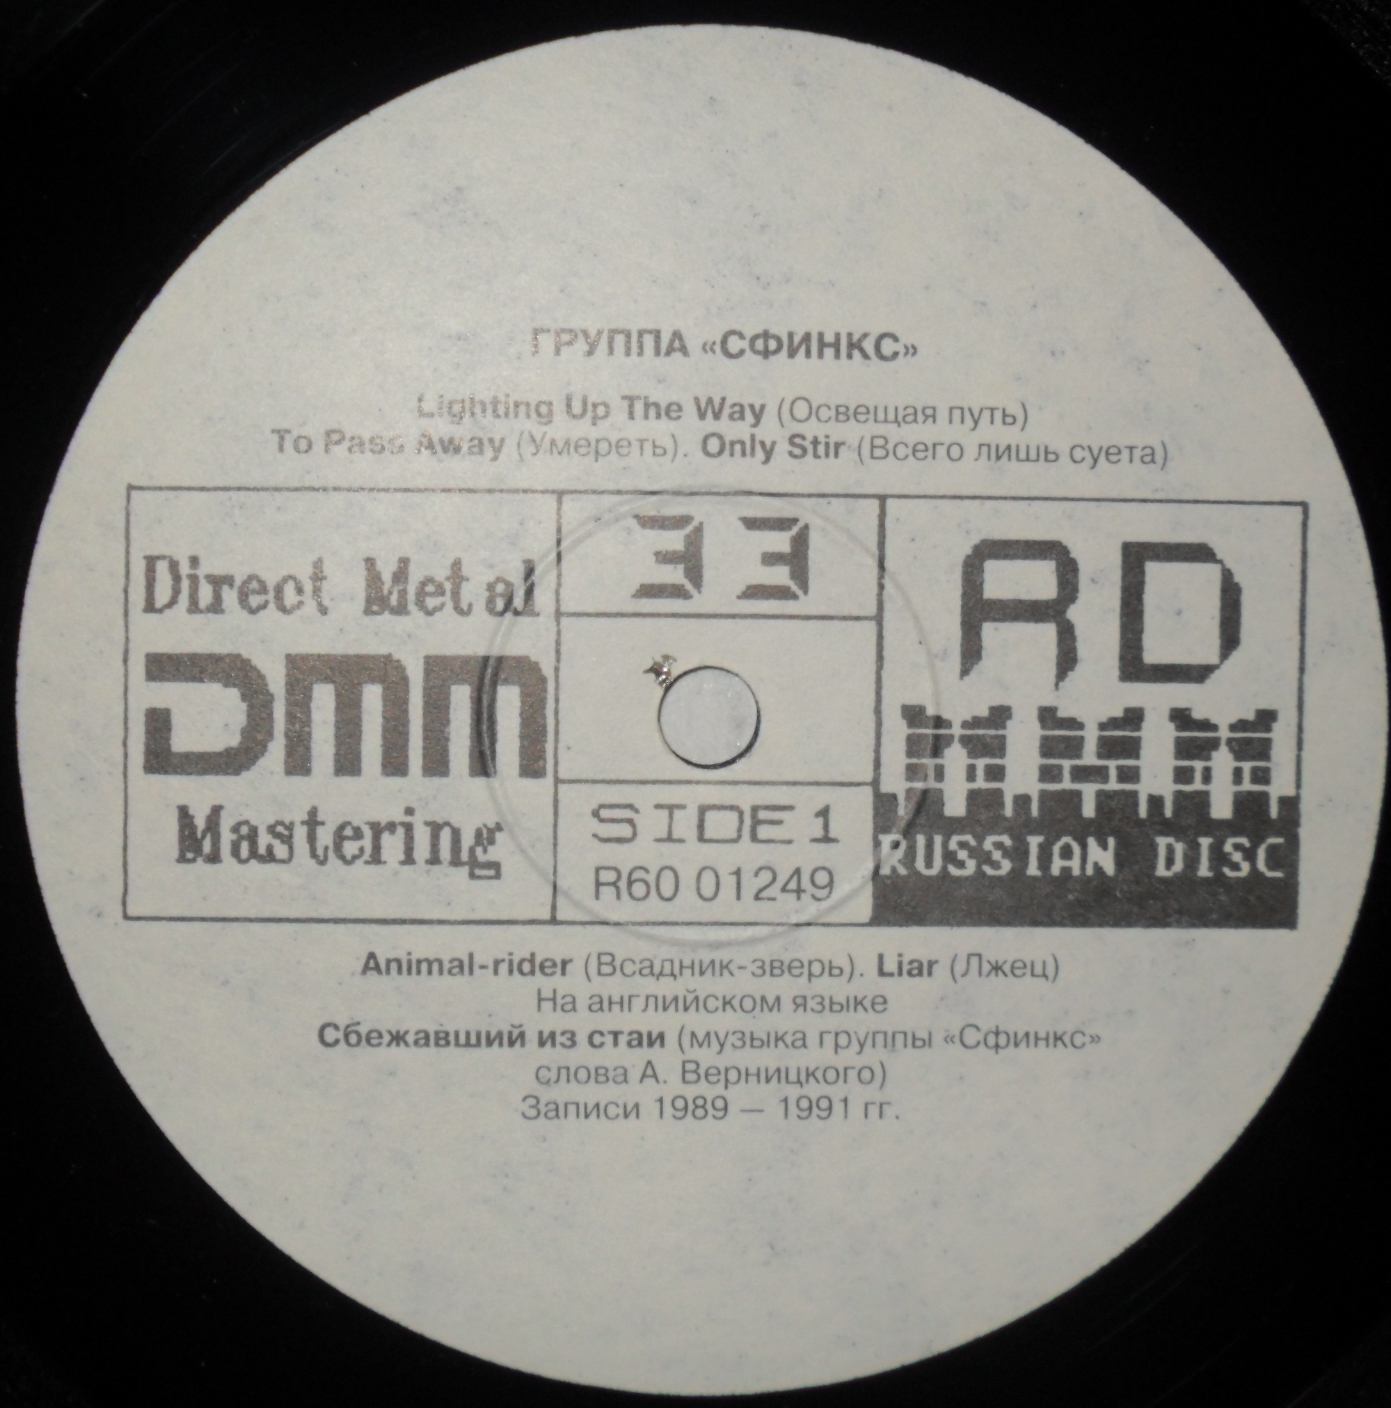 ГРУППА «СФИНКС»
Lighting Up The Way (Освещая путь)
To Pass Away (Умереть). Only Stir (Всего лишь суета)
Direct Metal
DMM
Mastering
33
SIDE 1
R60 01249
RD
RUSSIAN DISC
Animal-rider (Всадник-зверь). Liar (Лжец)
На английском языке
Сбежавший из стаи (музыка группы «Сфинкс»
слова А. Верницкого)
Записи 1989 — 1991 гг.